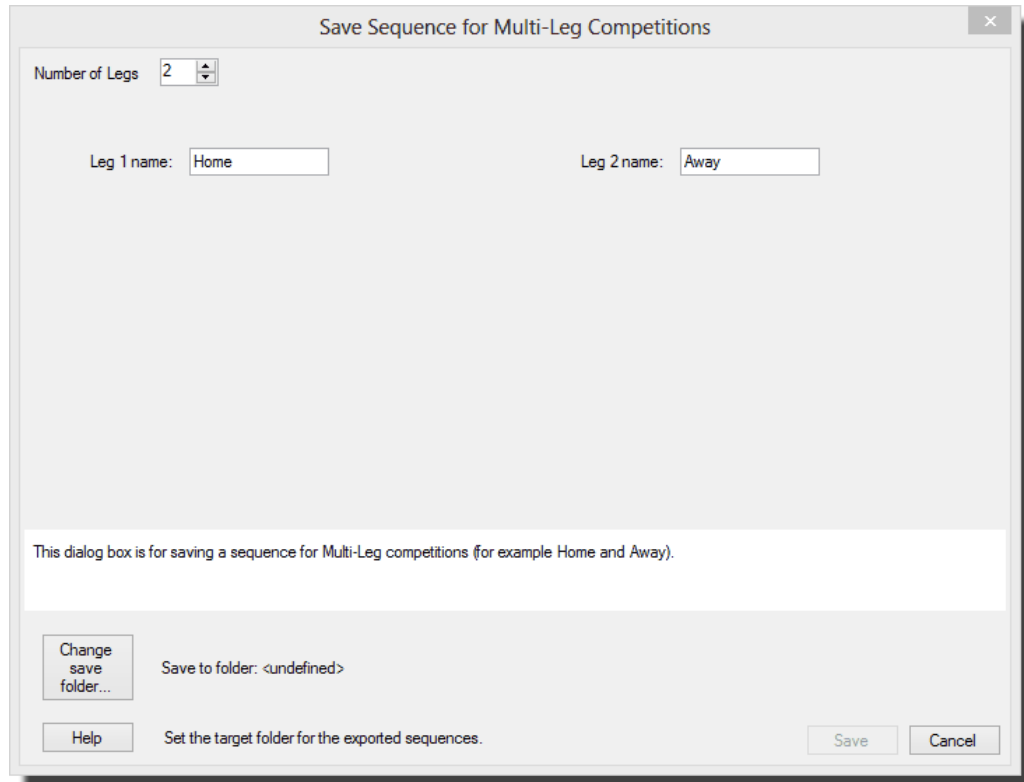 Save Sequence for Multi-Leg Competitions
Number of Legs 2
Leg 1 name: Home Leg 2 name: Away
This dialog box is for saving a sequence for Multi-Leg competitions (for example Home and Away).
Change
save
folder...
Save to folder: <undefined>
Help Set the target folder for the exported sequences. Save Cancel